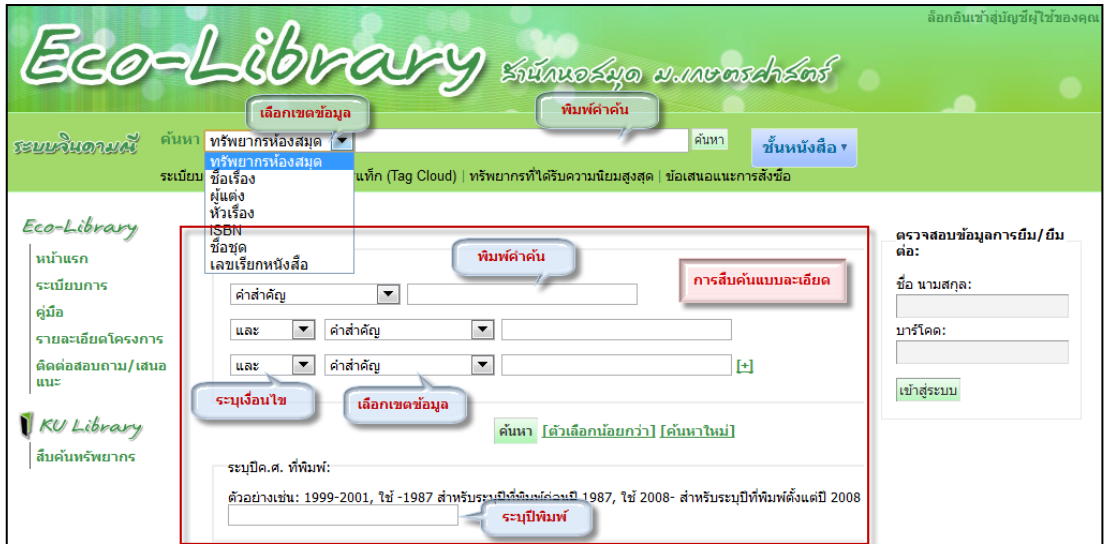 ล็อกอินเข้าสู่บัญชีผู้ใช้ของคุณ
Eco-Library สำนักหอสมุด ม.เกษตรศาสตร์
เลือกเขตข้อมูล
พิมพ์คำค้น
ระบบจินดามณี
ค้นหา ทรัพยากรห้องสมุด ค้นหา ชั้นหนังสือ
ทรัพยากรห้องสมุด
ชื่อเรื่อง
ผู้แต่ง
หัวเรื่อง
ISBN
ชื่อชุด
เลขเรียกหนังสือ
ระเบียบ แท็ก (Tag Cloud) | ทรัพยากรที่ได้รับความนิยมสูงสุด | ข้อเสนอแนะการสั่งซื้อ
Eco-Library
หน้าแรก
ระเบียบการ
คู่มือ
รายละเอียดโครงการ
ติดต่อสอบถาม/เสนอ
แนะ
KU Library
สืบค้นทรัพยากร
พิมพ์คำค้น
การสืบค้นแบบละเอียด
คำสำคัญ
และ คำสำคัญ
และ คำสำคัญ [+]
ระบุเงื่อนไข
เลือกเขตข้อมูล
ค้นหา [ตัวเลือกน้อยกว่า] [ค้นหาใหม่]
ระบุปีค.ศ. ที่พิมพ์:
ตัวอย่างเช่น: 1999-2001, ใช้ -1987 สำหรับระบุปีที่พิมพ์ก่อนปี 1987, ใช้ 2008- สำหรับระบุปีที่พิมพ์ตั้งแต่ปี 2008
ระบุปีพิมพ์
ตรวจสอบข้อมูลการยืม/ยืม
ต่อ:
ชื่อ นามสกุล:
บาร์โคด:
เข้าสู่ระบบ